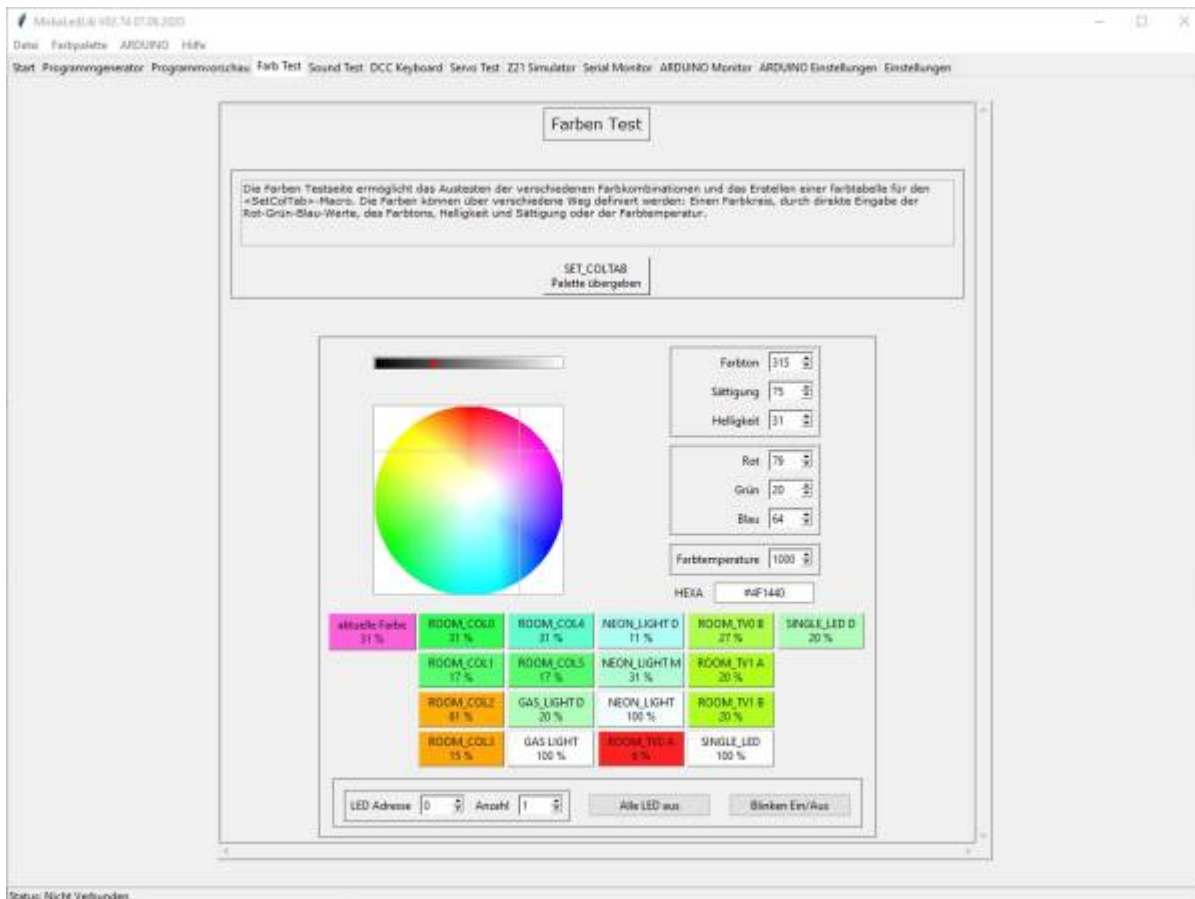 MobaLedLib V02.74 07.06.2023
Datei Farbpalette ARDUINO Hilfe
Start Programmgenerator Programmvorschau Farb Test Sound Test DCC Keyboard Servo Test Z21 Simulator Serial Monitor ARDUINO Monitor ARDUINO Einstellungen Einstellungen
Farben Test
Die Farben Testseite ermöglicht das Austesten der verschiedenen Farbkombinationen und das Erstellen einer farbtabelle für den
«SetColTab»-Macro. Die Farben können über verschiedene Weg definiert werden: Einen Farbkreis, durch direkte Eingabe der
Rot-Grün-Blau-Werte, des Farbtons, Helligkeit und Sättigung oder der Farbtemperatur.
SET_COLTAB
Palette übergeben
Farbton 315
Sättigung 75
Helligkeit 31
Rot 79
Grün 20
Blau 64
Farbtemperature 1000
HEXA #4F1440
aktuelle Farbe ROOM_COL0 ROOM_COL4 NEON_LIGHT D ROOM_TV0 B SINGLE_LED D
31 % 31 % 31 % 11 % 27 % 20 %
ROOM_COL1 ROOM_COL5 NEON_LIGHT M ROOM_TV1 A
17 % 17 % 31 % 20 %
ROOM_COL2 GAS_LIGHT D NEON_LIGHT ROOM_TV1 B
61 % 20 % 100 % 20 %
ROOM_COL3 GAS LIGHT ROOM_TV0 A SINGLE_LED
15 % 100 % 6 % 100 %
LED Adresse 0 Anzahl 1 Alle LED aus Blinken Ein/Aus
Status: Nicht Verbunden